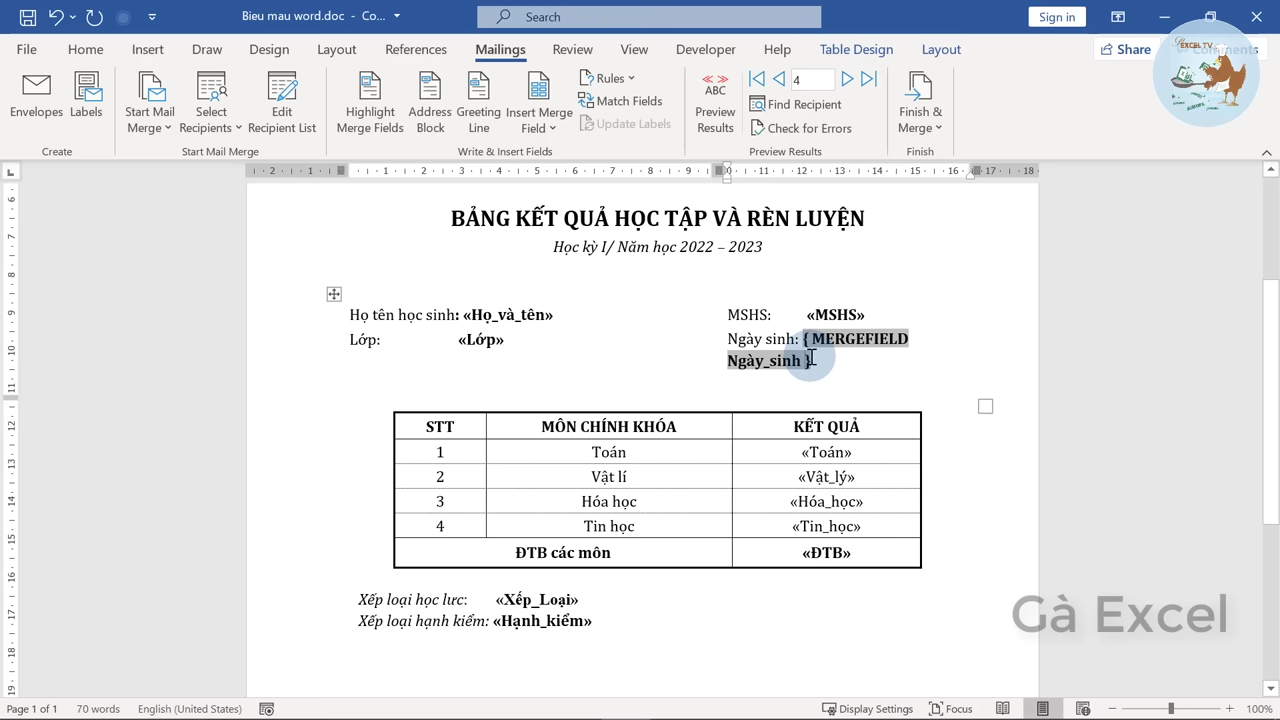 Bieu mau word.doc - Co...
Search
Sign in
File Home Insert Draw Design Layout References Mailings Review View Developer Help Table Design Layout
Share
Comments
EXCEL TV
Envelopes
Labels
Create
Start Mail
Merge
Select
Recipients
Edit
Recipient List
Start Mail Merge
Highlight
Merge Fields
Address
Block
Greeting
Line
Insert Merge
Field
Rules
Match Fields
Update Labels
Write & Insert Fields
ABC
Preview
Results
4
Find Recipient
Check for Errors
Preview Results
Finish &
Merge
Finish
BẢNG KẾT QUẢ HỌC TẬP VÀ RÈN LUYỆN
Học kỳ I/ Năm học 2022 – 2023
Họ tên học sinh: «Họ_và_tên»
MSHS: «MSHS»
Lớp: «Lớp»
Ngày sinh: { MERGEFIELD
Ngày_sinh }
STT MÔN CHÍNH KHÓA KẾT QUẢ
1 Toán «Toán»
2 Vật lí «Vật_lý»
3 Hóa học «Hóa_học»
4 Tin học «Tin_học»
ĐTB các môn «ĐTB»
Xếp loại học lưc: «Xếp_Loại»
Xếp loại hạnh kiểm: «Hạnh_kiểm»
Gà Excel
Page 1 of 1 70 words English (United States) Display Settings Focus 100%